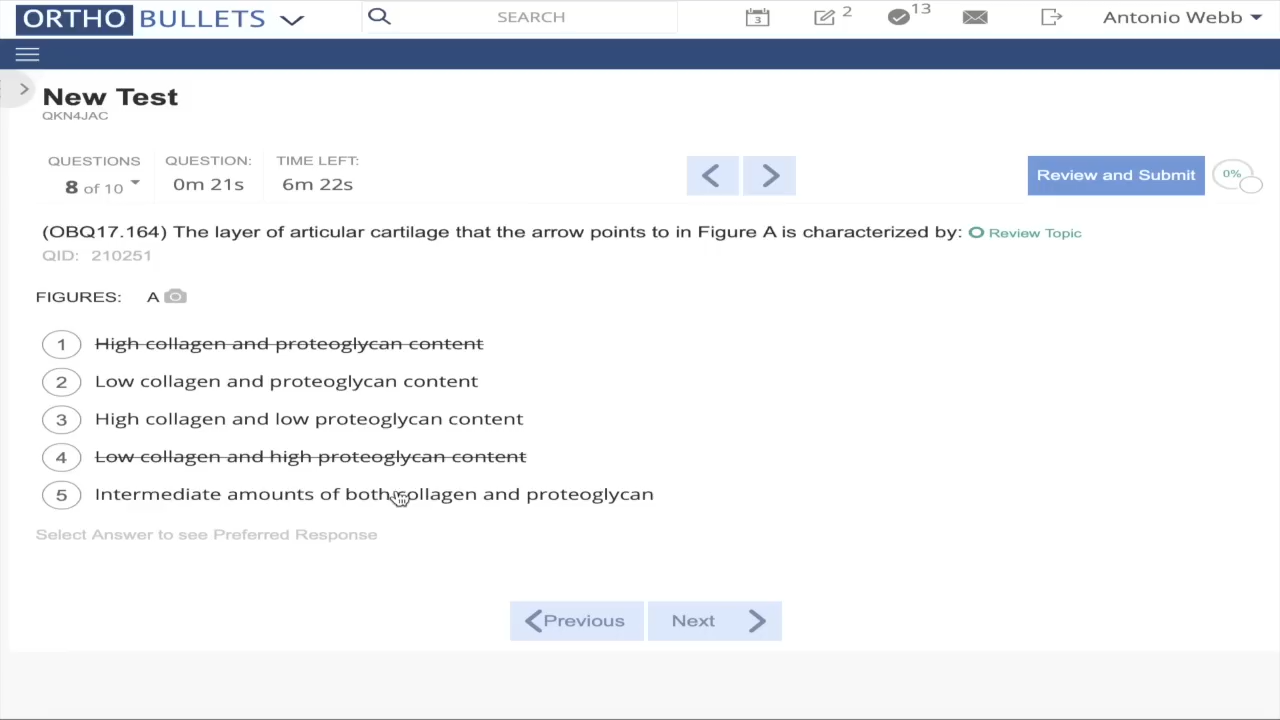 ORTHO BULLETS SEARCH 3 2 13 Antonio Webb
New Test
QKN4JAC
QUESTIONS QUESTION: TIME LEFT:
8 of 10 0m 21s 6m 22s
Review and Submit 0%
(OBQ17.164) The layer of articular cartilage that the arrow points to in Figure A is characterized by: Review Topic
QID: 210251
FIGURES: A
1 High collagen and proteoglycan content
2 Low collagen and proteoglycan content
3 High collagen and low proteoglycan content
4 Low collagen and high proteoglycan content
5 Intermediate amounts of both collagen and proteoglycan
Select Answer to see Preferred Response
Previous Next